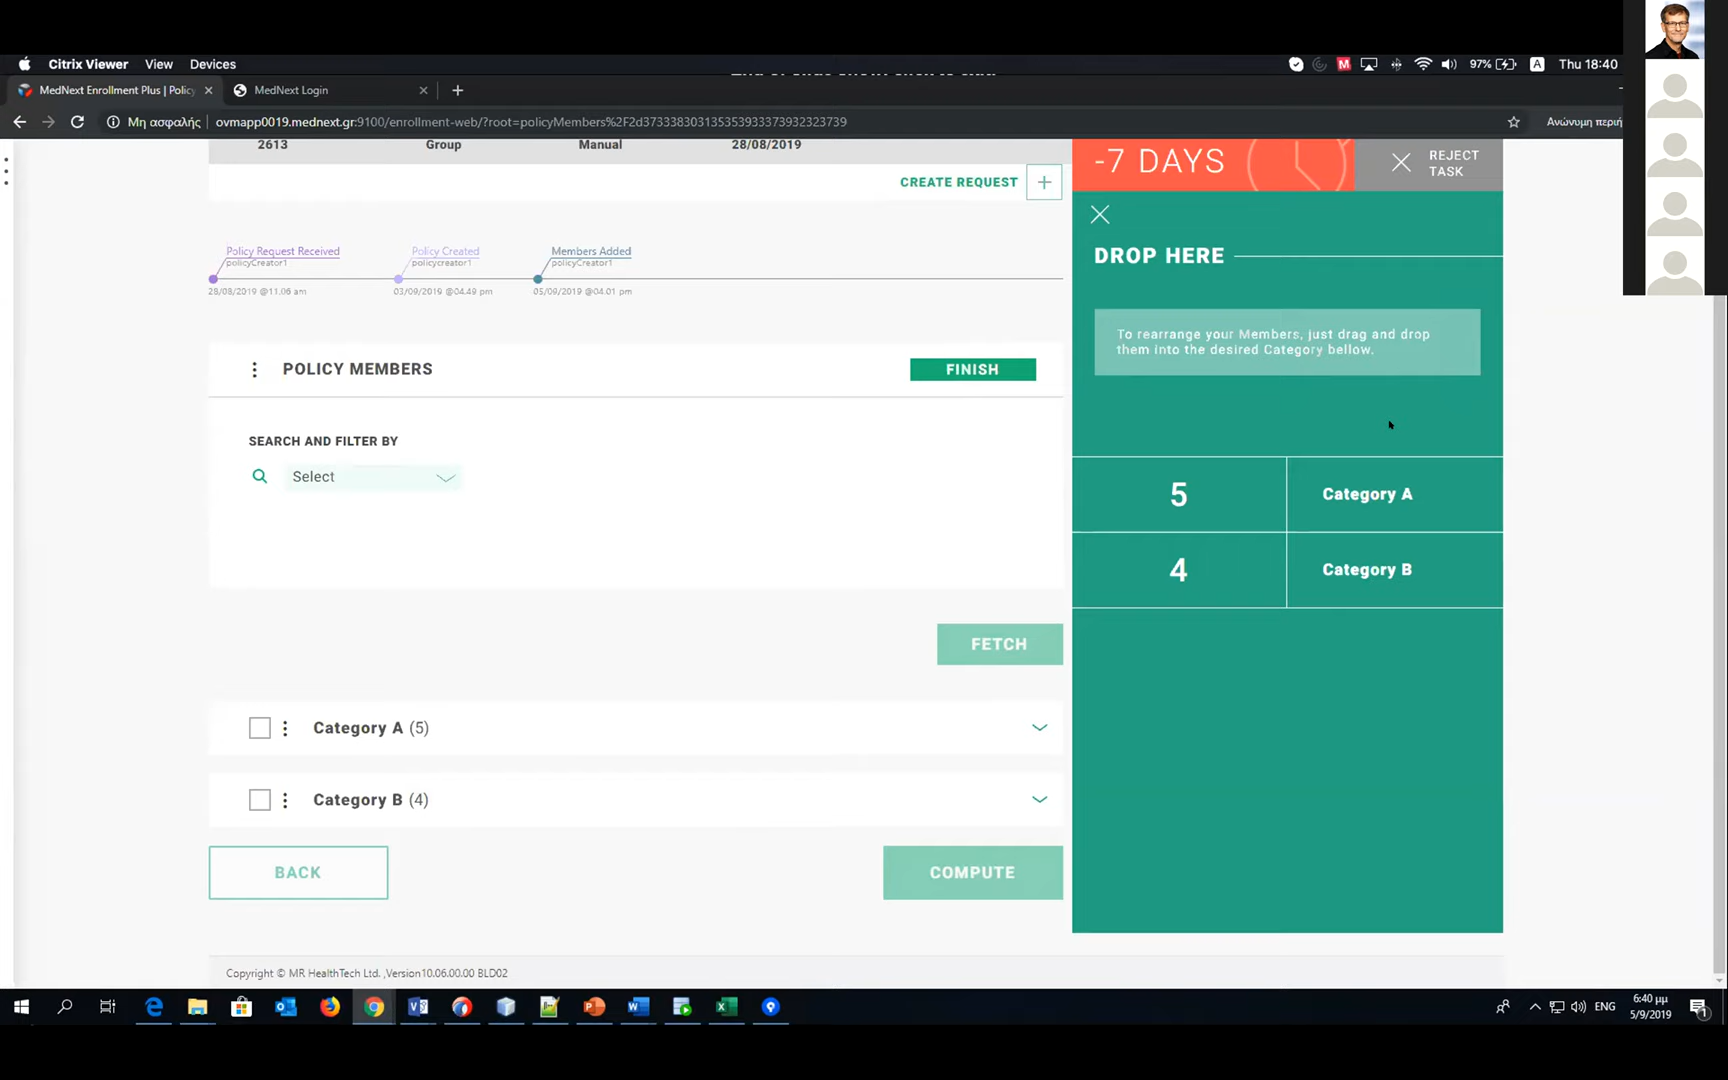 Citrix Viewer View Devices
97% A Thu 18:40
MedNext Enrollment Plus | Policy
MedNext Login
Μη ασφαλής ovmapp0019.mednext.gr:9100/enrollment-web/?root=policyMembers%2F2d37333830313535393337393232373 9
Ανώνυμη περιή
2613 Group Manual 28/08/2019
CREATE REQUEST
-7 DAYS
REJECT
TASK
Policy Request Received
policyCreator1
28/08/2019 @11.06 am
Policy Created
policycreator1
03/09/2019 @04.49 pm
Members Added
policyCreator1
05/09/2019 @04.01 pm
DROP HERE
To rearrange your Members, just drag and drop
them into the desired Category bellow.
POLICY MEMBERS
FINISH
SEARCH AND FILTER BY
Select
5 Category A
4 Category B
FETCH
Category A (5)
Category B (4)
BACK
COMPUTE
Copyright © MR HealthTech Ltd. ,Version10.06.00.00 BLD02
ENG
6:40 μμ
5/9/2019
1